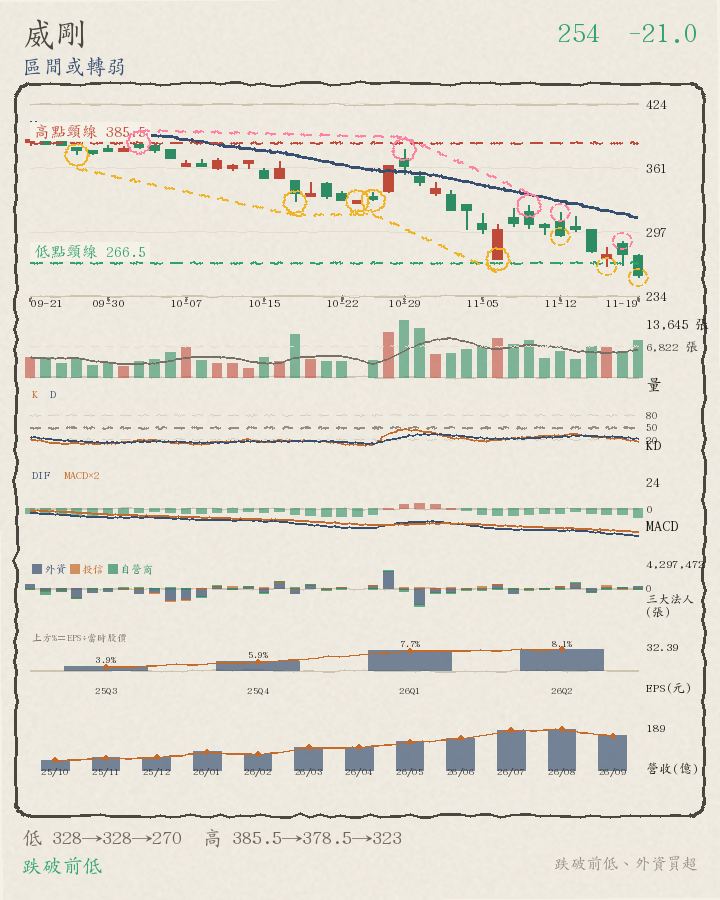 威剛
254 -21.0
區間或轉弱
424
高點頸線 385.5
361
297
低點頸線 266.5
234
09-21 09-30 10-07 10-15 10-22 10-29 11-05 11-12 11-19
13,645 張
6,822 張
量
K D
80
50
20
KD
DIF MACD×2
24
0
MACD
外資 投信 自營商
4,297,472
0
三大法人
(張)
上方%=EPS÷當時股價
3.9% 5.9% 7.7% 8.1%
32.39
25Q3 25Q4 26Q1 26Q2
EPS(元)
189
25/10 25/11 25/12 26/01 26/02 26/03 26/04 26/05 26/06 26/07 26/08 26/09
營收(億)
低 328→328→270 高 385.5→378.5→323
跌破前低
跌破前低、外資買超